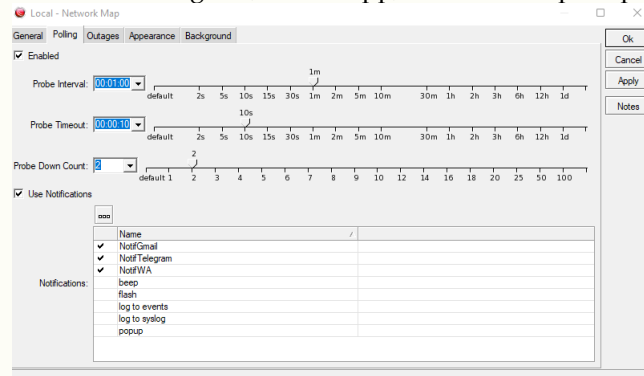 Local - Network Map
General Polling Outages Appearance Background
Ok
Cancel
Apply
Notes
Enabled
1m
Probe Interval: 00:01:00
default 2s 5s 10s 15s 30s 1m 2m 5m 10m 30m 1h 2h 3h 6h 12h 1d
10s
Probe Timeout: 00:00:10
default 2s 5s 10s 15s 30s 1m 2m 5m 10m 30m 1h 2h 3h 6h 12h 1d
2
Probe Down Count: 2
default 1 2 3 4 5 6 7 8 9 10 12 14 16 18 20 25 50 100
Use Notifications
Name
NotifGmail
NotifTelegram
NotifWA
Notifications: beep
flash
log to events
log to syslog
popup